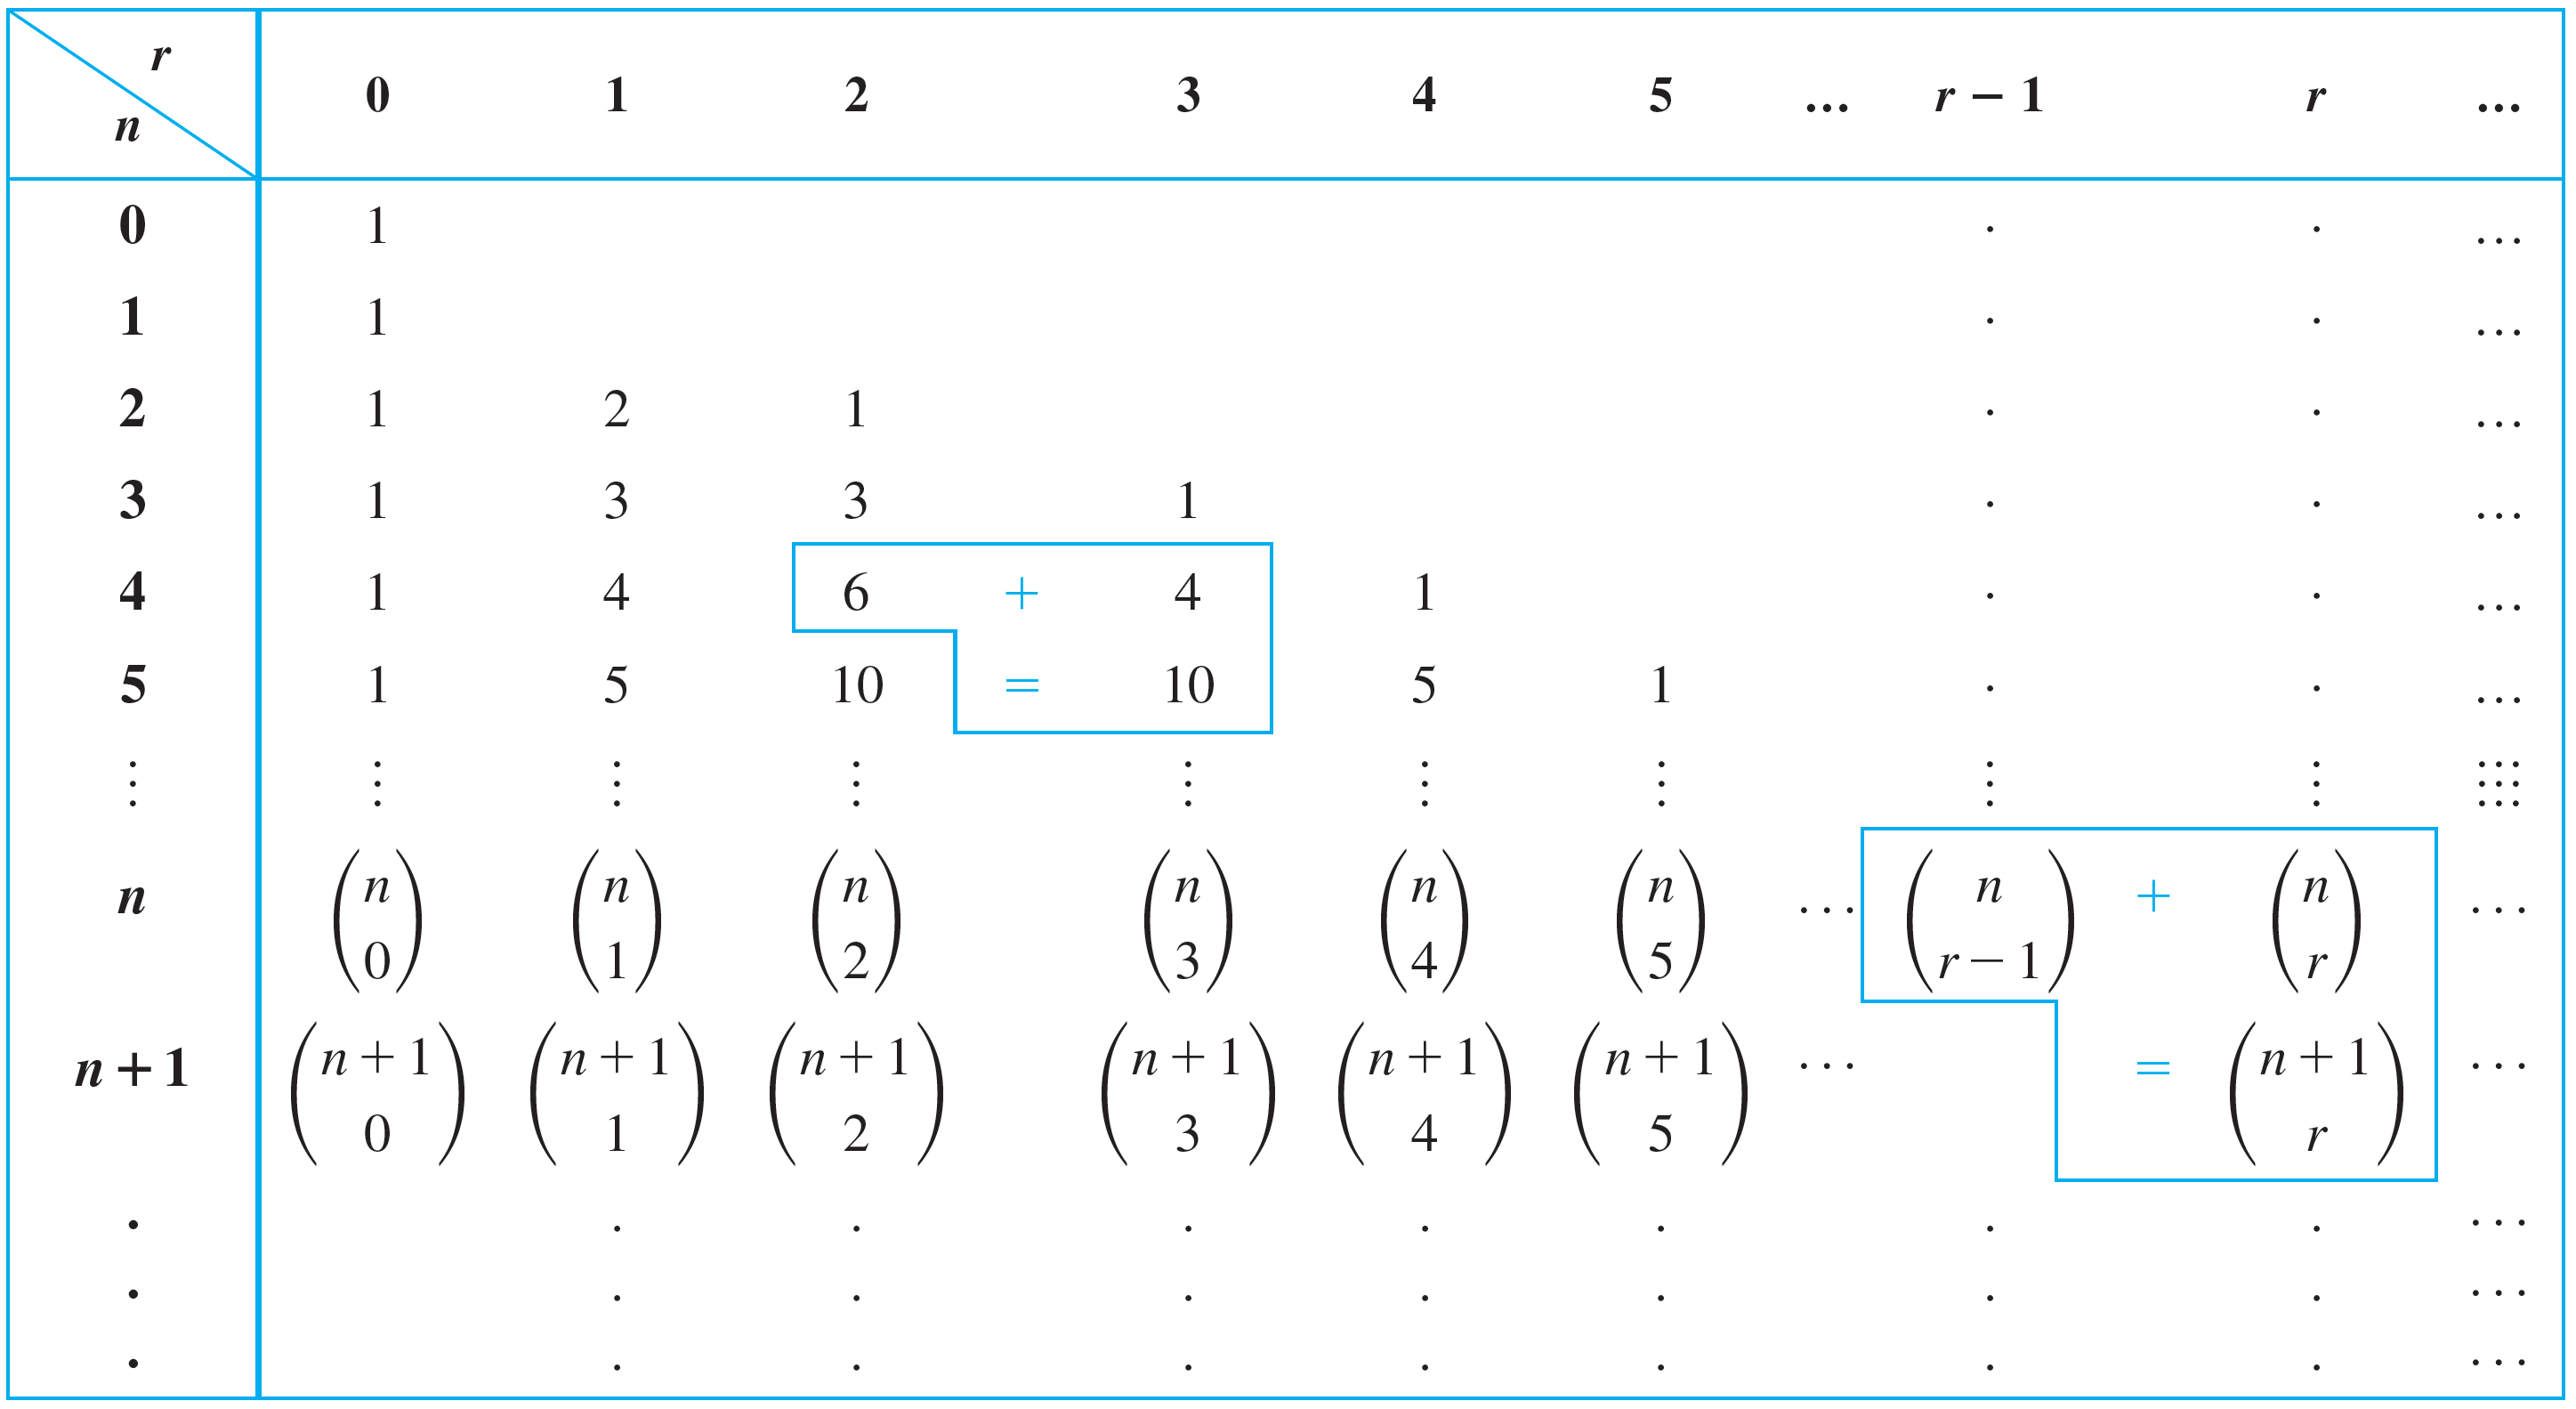 r
n 0 1 2 3 4 5 ... r − 1 r ...
0 1 . . ...
1 1 . . ...
2 1 2 1 . . ...
3 1 3 3 1 . . ...
4 1 4 6 + 4 1 . . ...
5 1 5 10 = 10 5 1 . . ...
⋮ ⋮ ⋮ ⋮ ⋮ ⋮ ⋮ ⋮ ⋮ ⋮⋮⋮
n (n 0) (n 1) (n 2) (n 3) (n 4) (n 5) ... (n r − 1) + (n r) ...
n + 1 (n + 1 0) (n + 1 1) (n + 1 2) (n + 1 3) (n + 1 4) (n + 1 5) ... = (n + 1 r) ...
. . . . . . . . ...
. . . . . . . . ...
. . . . . . . . ...